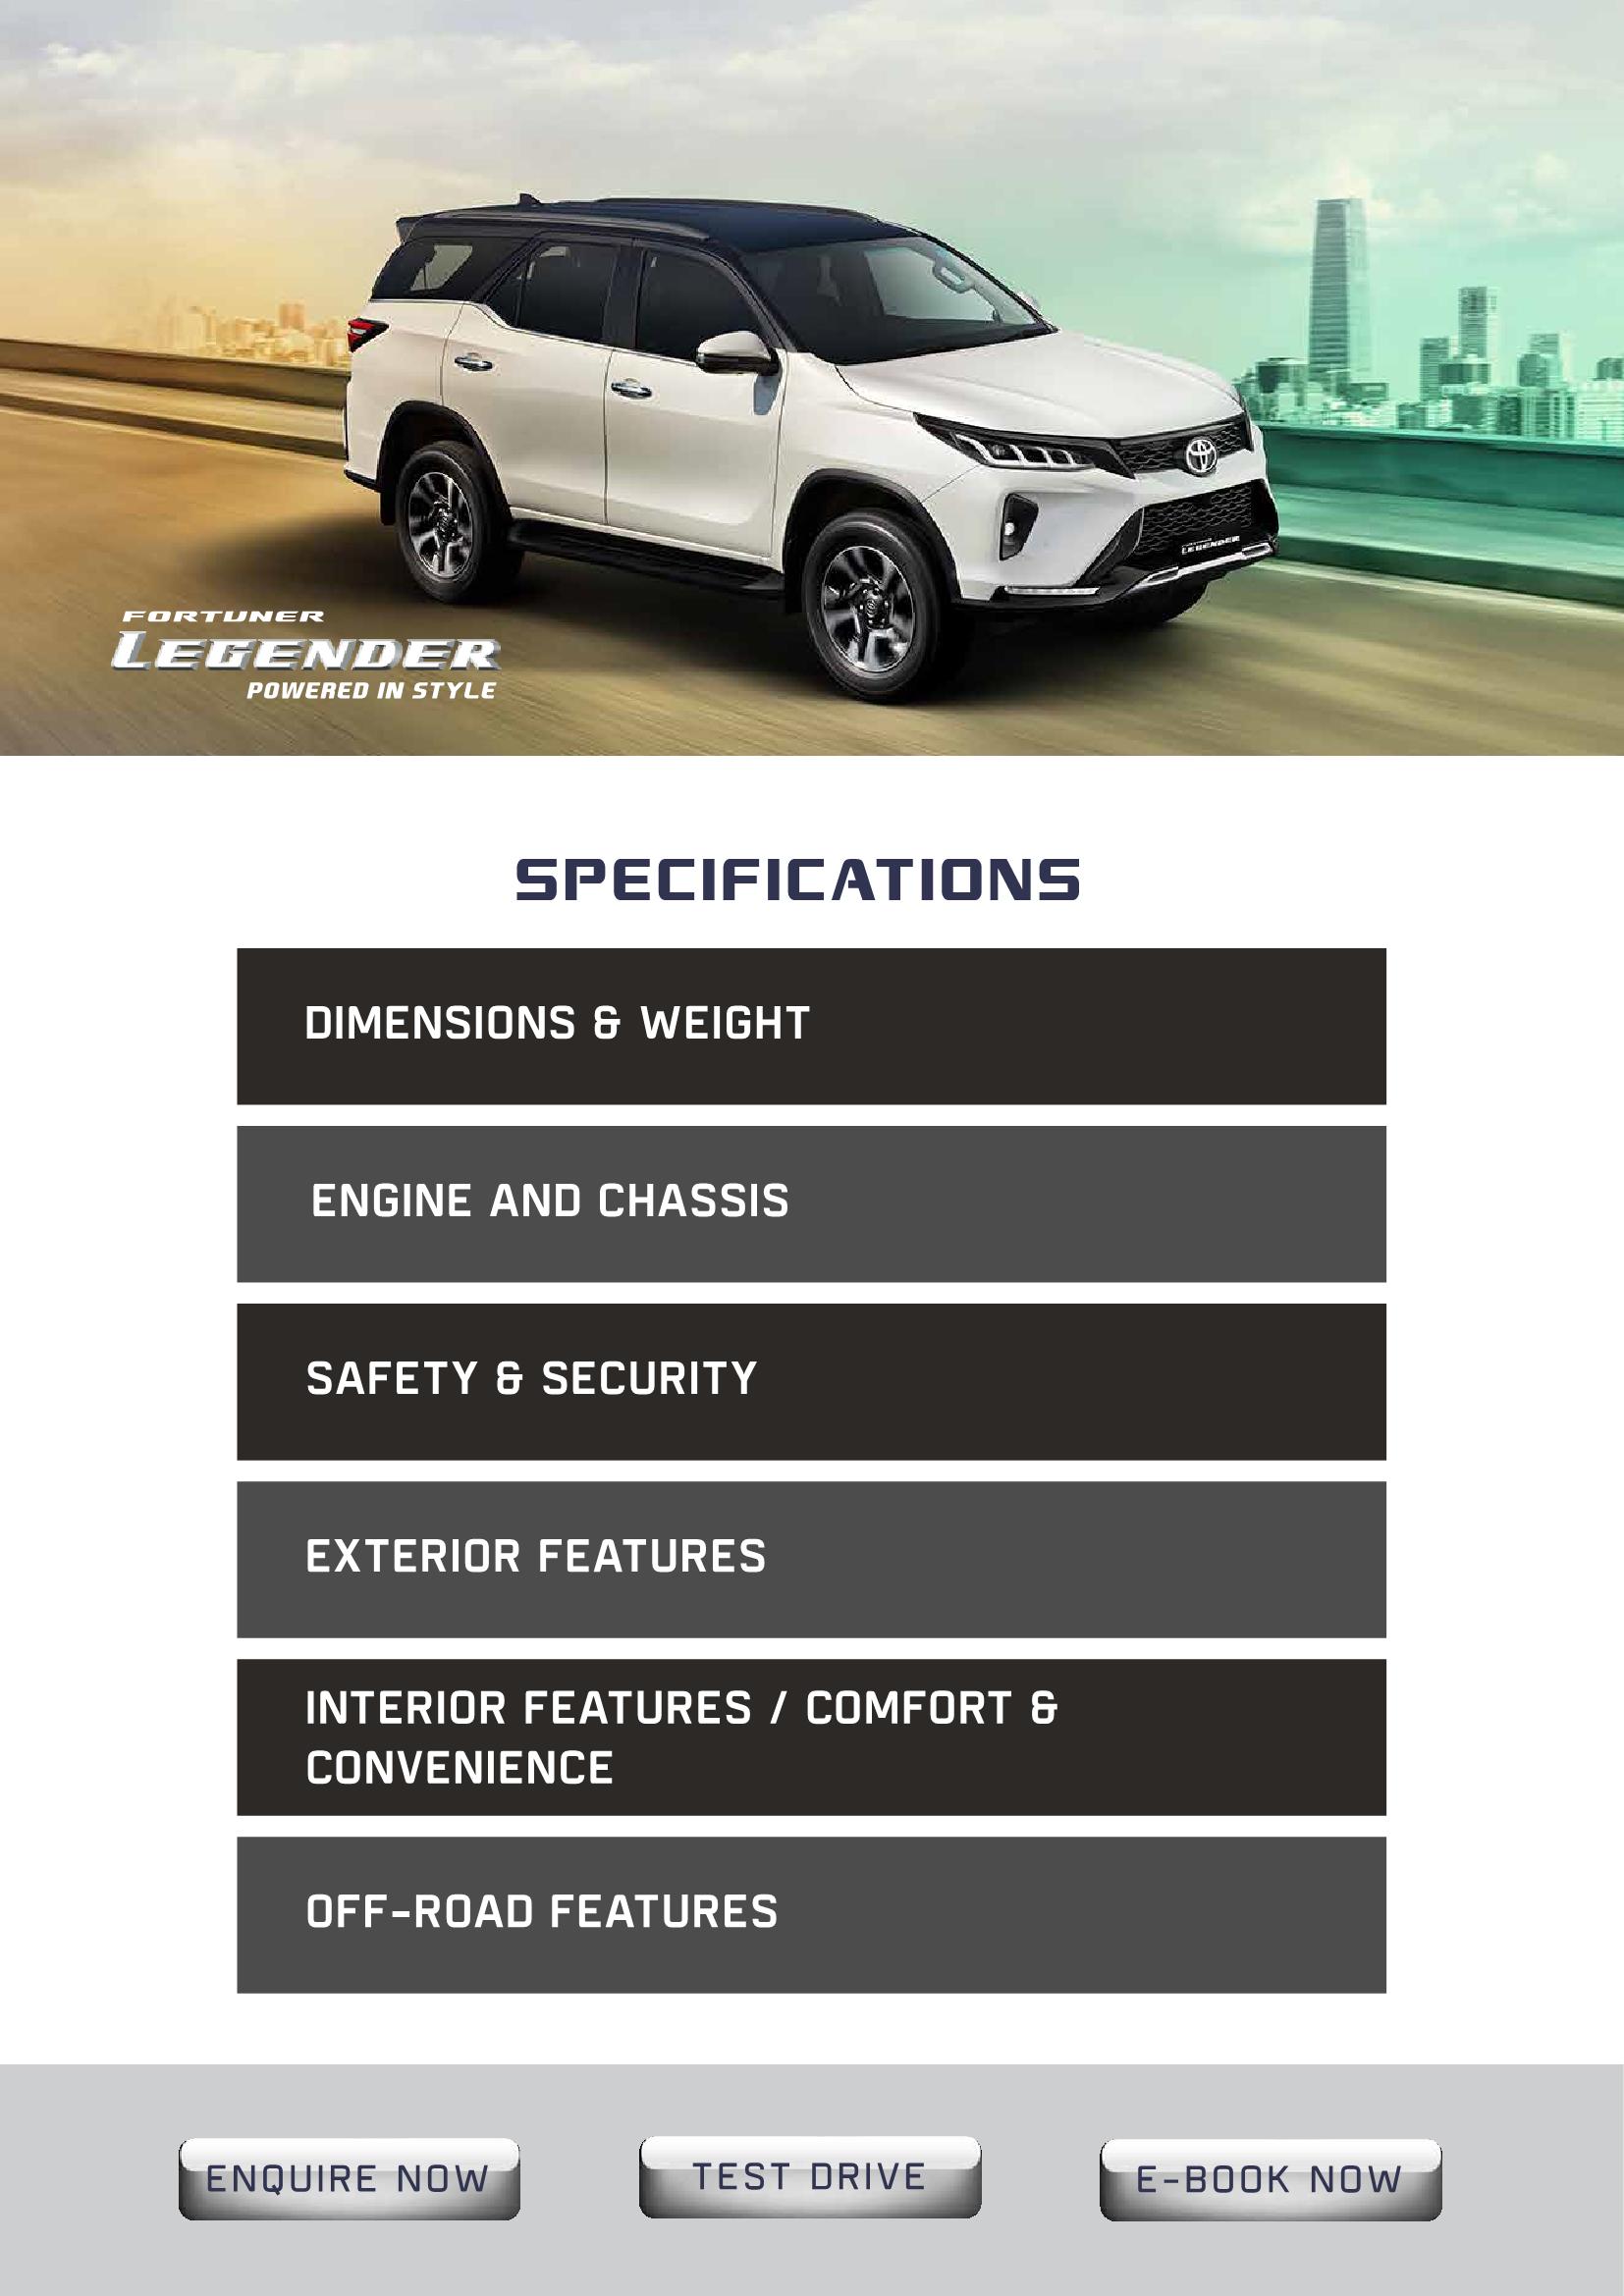 FORTUNER
LEGENDER
POWERED IN STYLE
LEGENDER
SPECIFICATIONS
DIMENSIONS & WEIGHT
ENGINE AND CHASSIS
SAFETY & SECURITY
EXTERIOR FEATURES
INTERIOR FEATURES / COMFORT &
CONVENIENCE
OFF-ROAD FEATURES
ENQUIRE NOW
TEST DRIVE
E-BOOK NOW